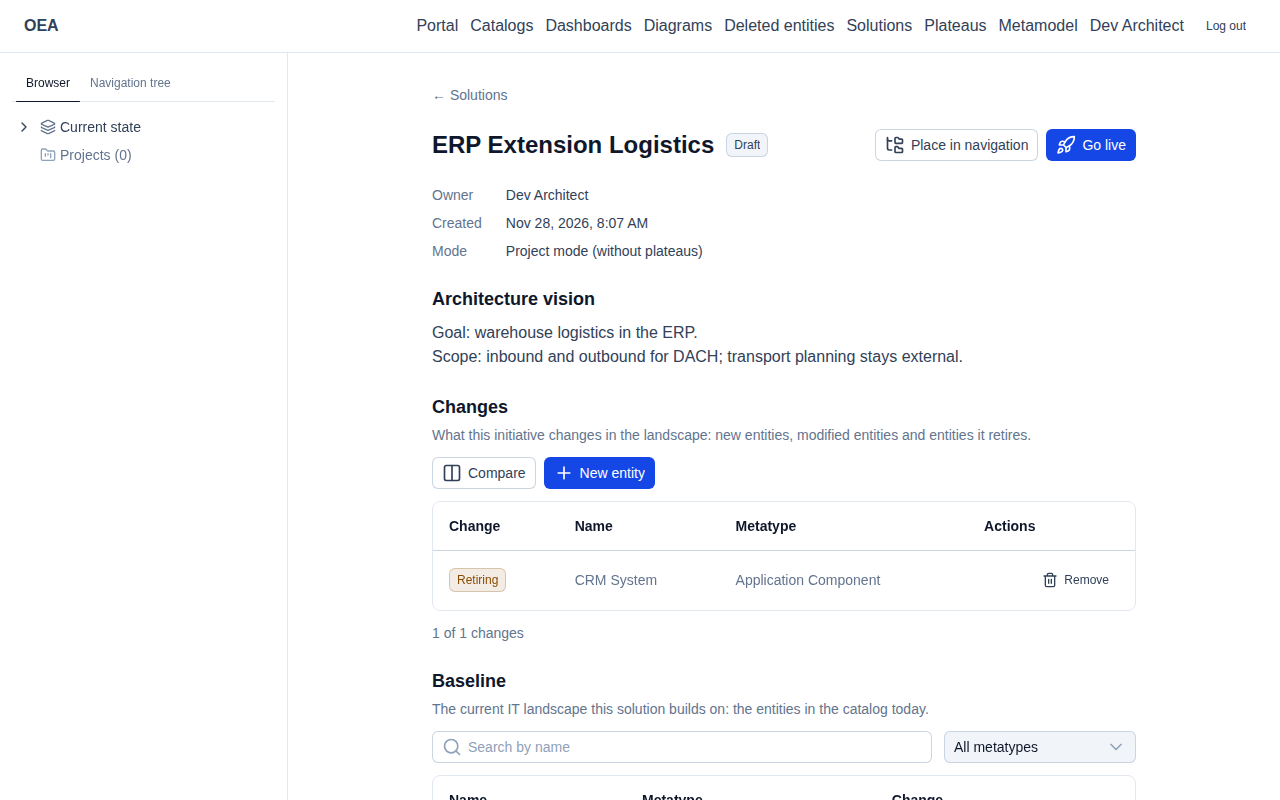 OEA
Portal Catalogs Dashboards Diagrams Deleted entities Solutions Plateaus Metamodel Dev Architect Log out
Browser Navigation tree
Current state
Projects (0)
← Solutions
ERP Extension Logistics Draft Place in navigation Go live
Owner Dev Architect
Created Nov 28, 2026, 8:07 AM
Mode Project mode (without plateaus)
Architecture vision
Goal: warehouse logistics in the ERP.
Scope: inbound and outbound for DACH; transport planning stays external.
Changes
What this initiative changes in the landscape: new entities, modified entities and entities it retires.
Compare New entity
Change Name Metatype Actions
Retiring CRM System Application Component Remove
1 of 1 changes
Baseline
The current IT landscape this solution builds on: the entities in the catalog today.
Search by name All metatypes
Name Metatype Change